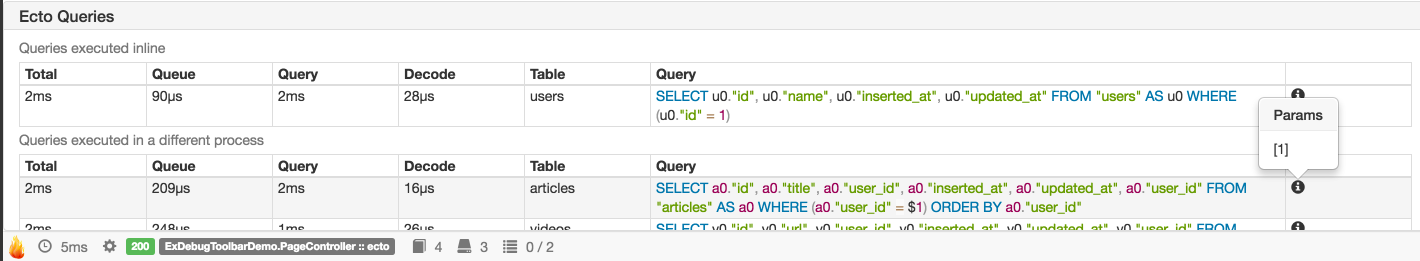 Ecto Queries
Queries executed inline
Total Queue Query Decode Table Query
2ms 90µs 2ms 28µs users SELECT u0."id", u0."name", u0."inserted_at", u0."updated_at" FROM "users" AS u0 WHERE
(u0."id" = 1)
Params
[1]
Queries executed in a different process
Total Queue Query Decode Table Query
2ms 209µs 2ms 16µs articles SELECT a0."id", a0."title", a0."user_id", a0."inserted_at", a0."updated_at", a0."user_id" FROM
"articles" AS a0 WHERE (a0."user_id" = $1) ORDER BY a0."user_id"
2ms 248µs 1ms 26µs videos SELECT v0."id", v0."url", v0."user_id", v0."inserted_at", v0."updated_at", v0."user_id" FROM
5ms 200 ExDebugToolbarDemo.PageController :: ecto 4 3 0 / 2